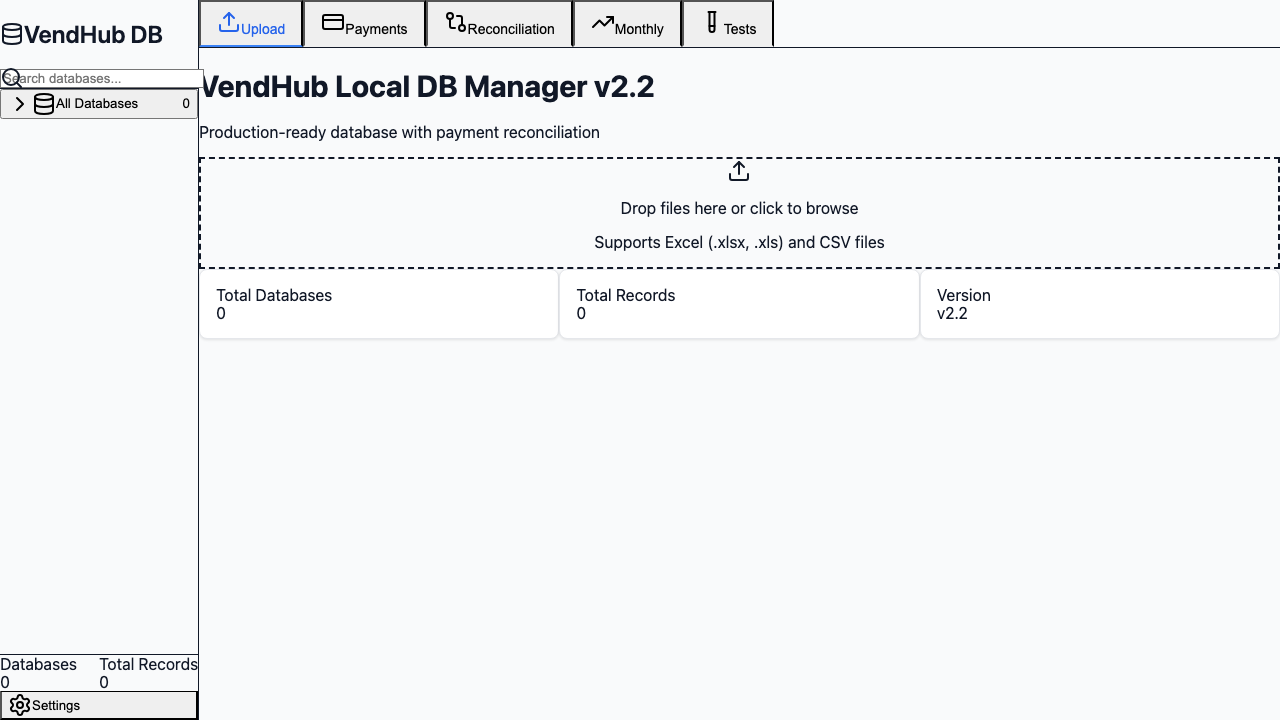 VendHub DB
Search databases...
All Databases 0
Databases Total Records
0 0
Settings
Upload Payments Reconciliation Monthly Tests
VendHub Local DB Manager v2.2
Production-ready database with payment reconciliation
Drop files here or click to browse
Supports Excel (.xlsx, .xls) and CSV files
Total Databases
0
Total Records
0
Version
v2.2